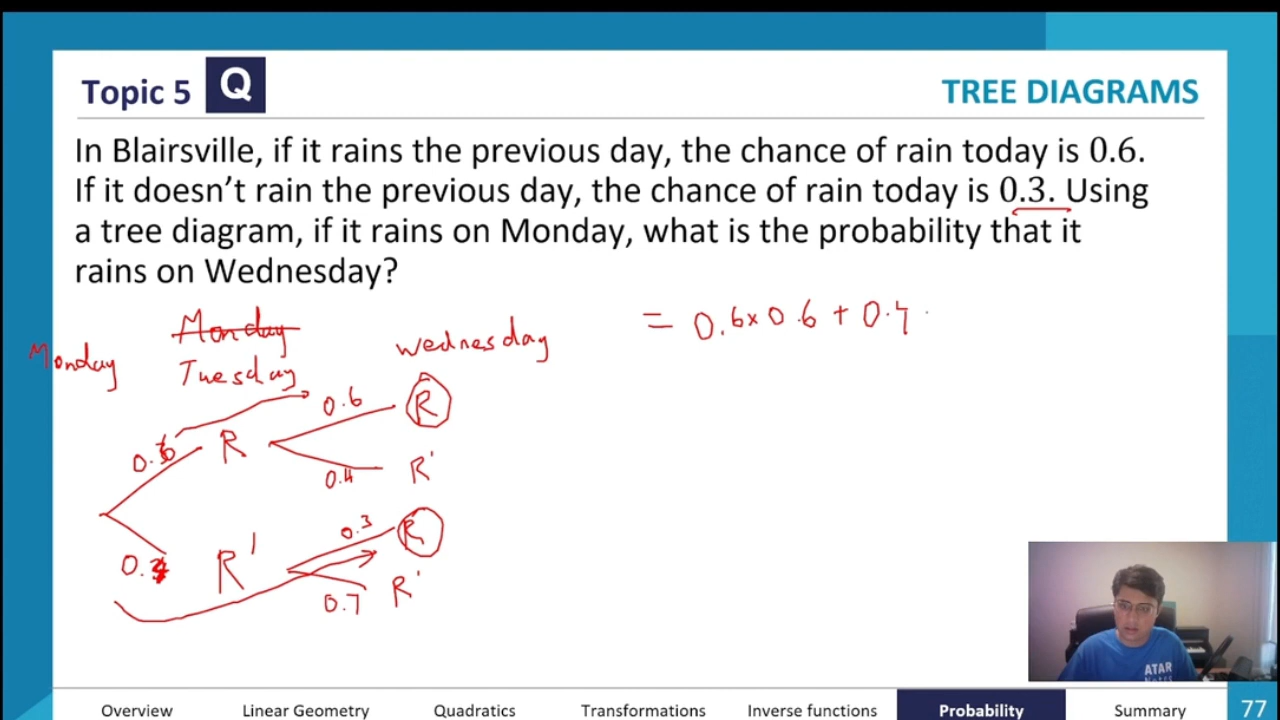 Topic 5 Q
TREE DIAGRAMS
In Blairsville, if it rains the previous day, the chance of rain today is 0.6.
If it doesn't rain the previous day, the chance of rain today is 0.3. Using
a tree diagram, if it rains on Monday, what is the probability that it
rains on Wednesday?
Monday
Monday
Tuesday
Wednesday
= 0.6×0.6 + 0.4
0.6
R
0.6
R
0.4
R'
R'
0.3
R
0.7
R'
ATAR
Notes
Overview
Linear Geometry
Quadratics
Transformations
Inverse functions
Probability
Summary
77